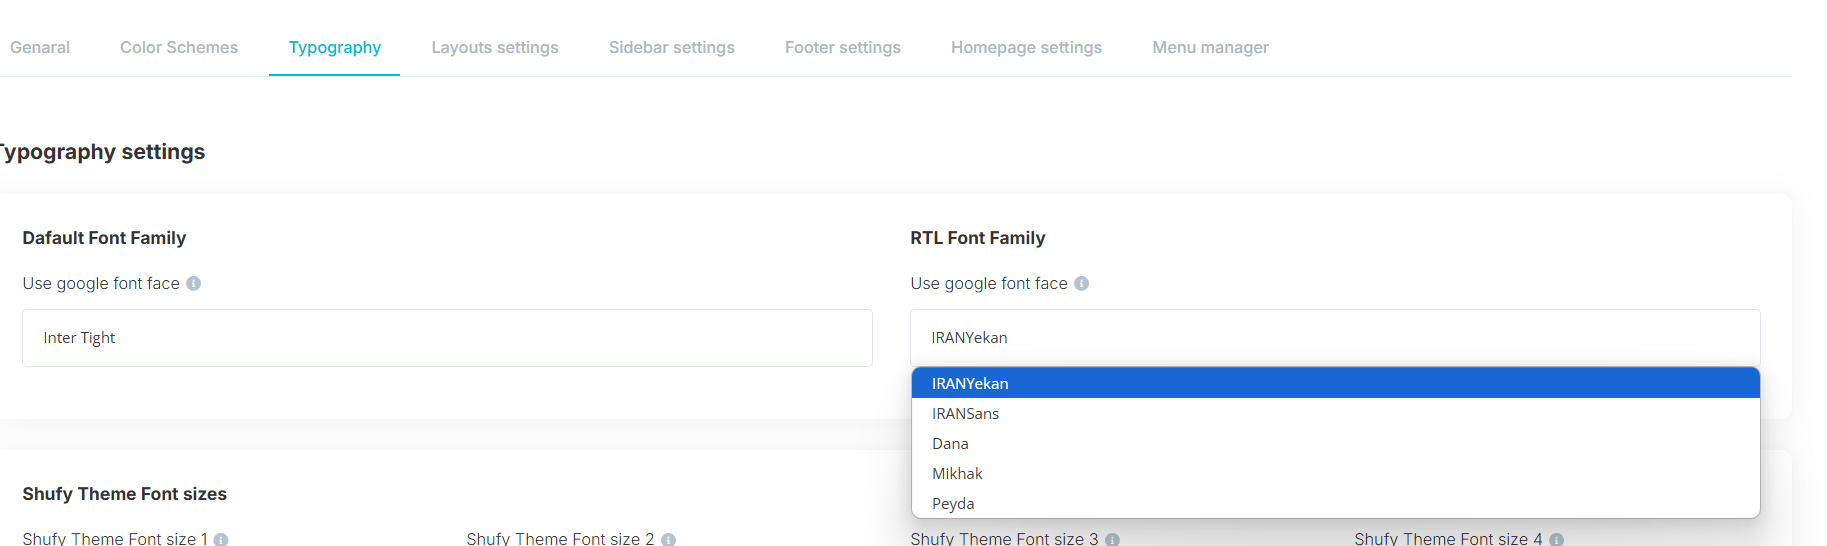 Genaral Color Schemes Typography Layouts settings Sidebar settings Footer settings Homepage settings Menu manager
Typography settings
Dafault Font Family
Use google font face
Inter Tight
RTL Font Family
Use google font face
IRANYekan
IRANYekan
IRANSans
Dana
Mikhak
Peyda
Shufy Theme Font sizes
Shufy Theme Font size 1 Shufy Theme Font size 2 Shufy Theme Font size 3 Shufy Theme Font size 4